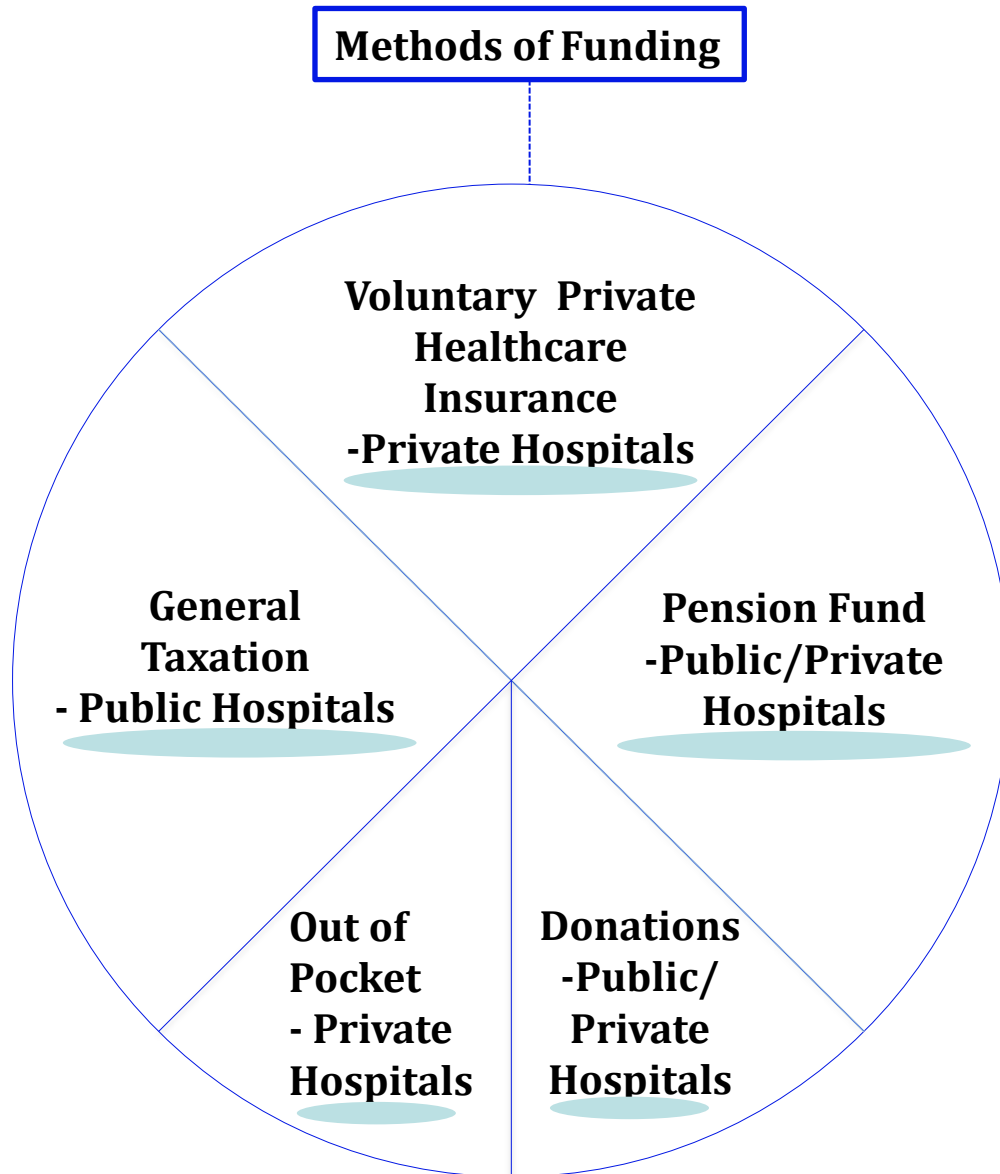 Methods of Funding
Voluntary Private
Healthcare
Insurance
-Private Hospitals
General
Taxation
- Public Hospitals
Pension Fund
-Public/Private
Hospitals
Out of
Pocket
- Private
Hospitals
Donations
-Public/
Private
Hospitals